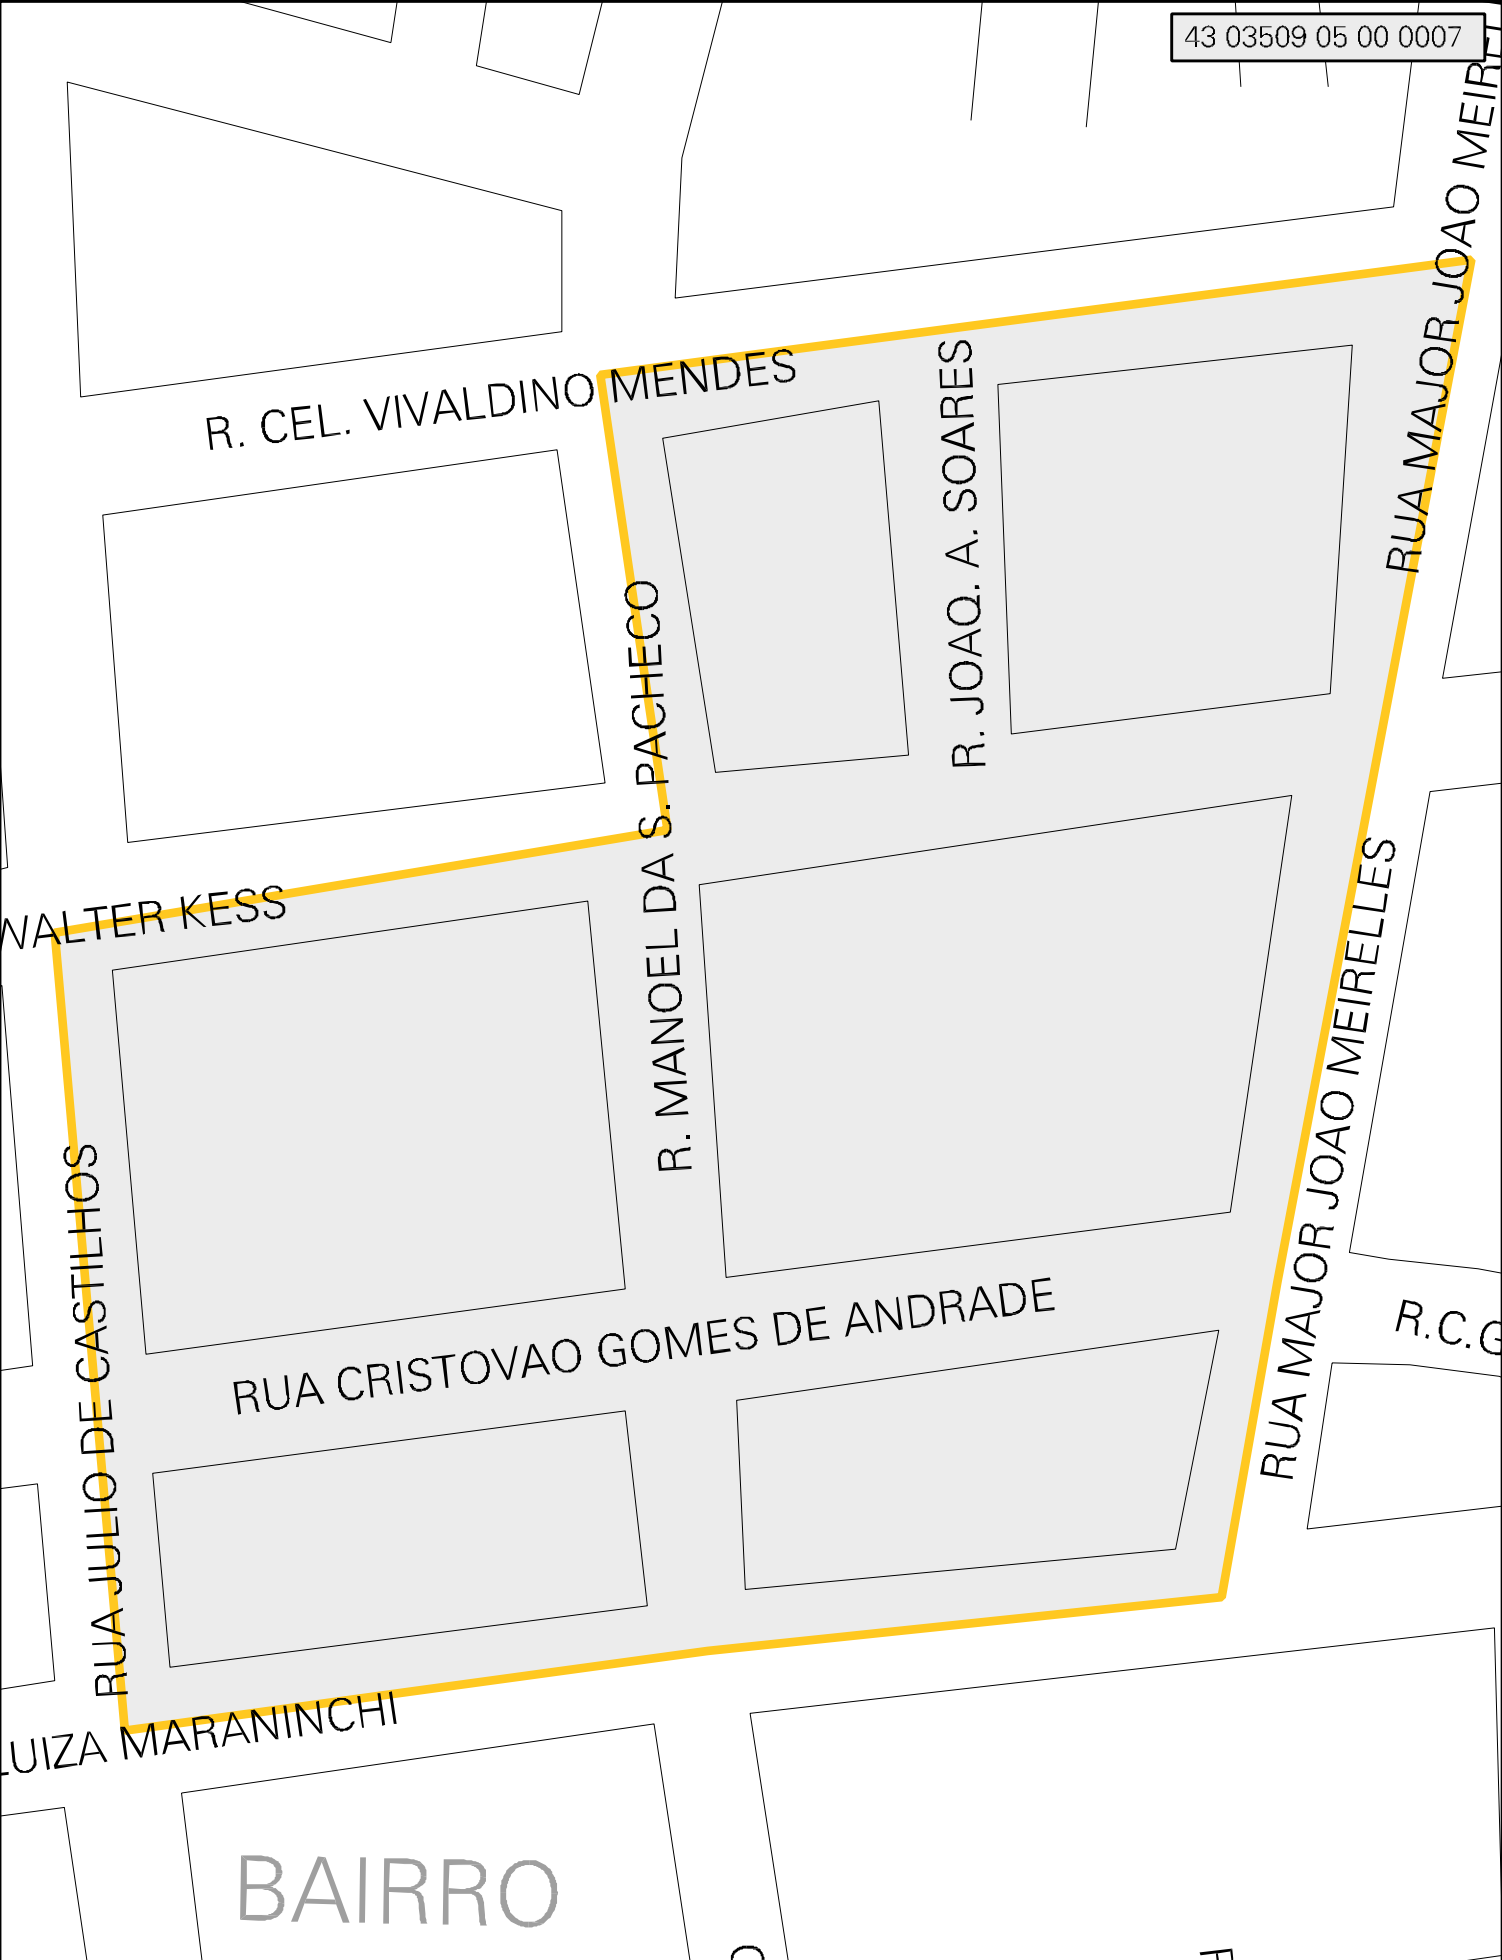 43 03509 05 00 0007
RUA MAJOR JOAO
R. CEL. VIVALDINO MENDES
R. JOAQ. A. SOARES
R. MANOEL DA S. PACHECO
WALTER KESS
RUA MAJOR JOAO MEIRELLES
RUA JULIO DE CASTILHOS
RUA CRISTOVAO GOMES DE ANDRADE
R.C.G
LUIZA MARANINCHI
BAIRRO